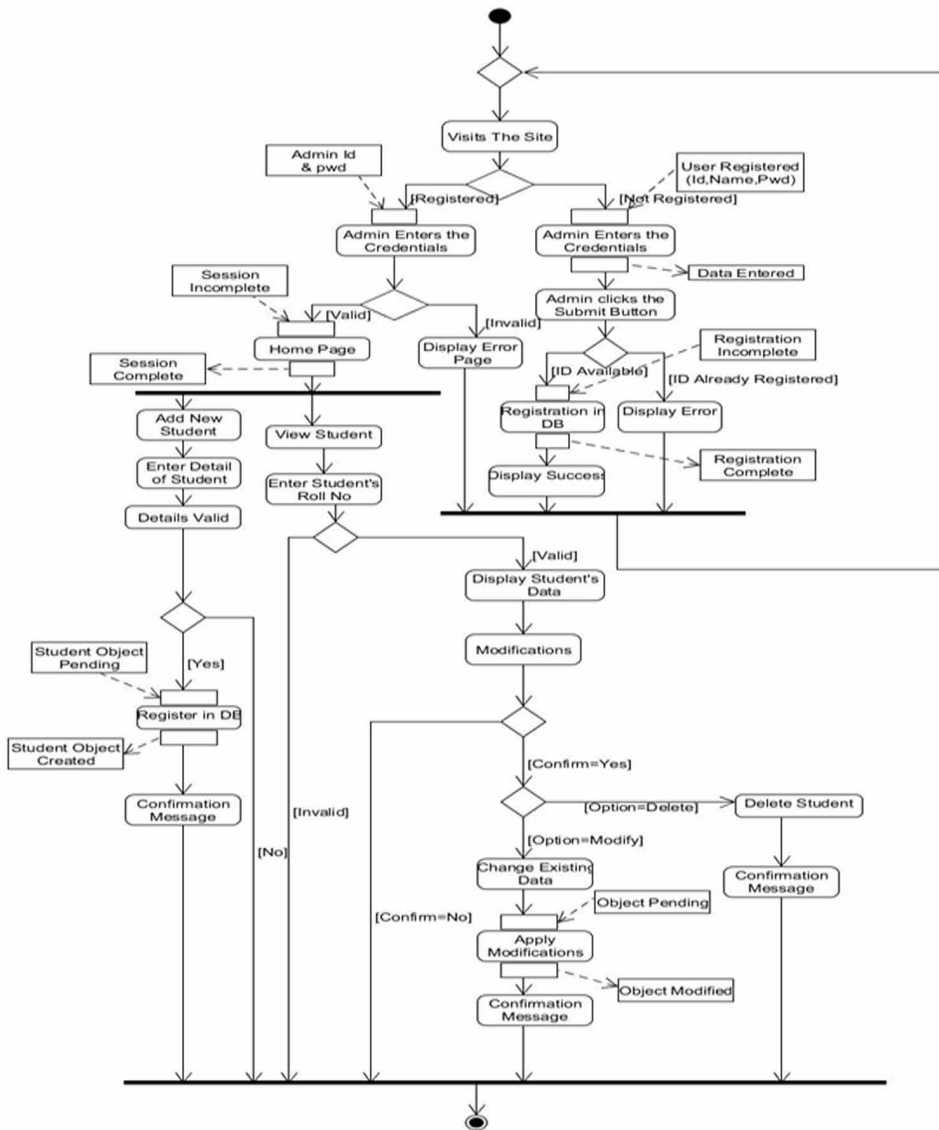 Visits The Site
Admin Id
& pwd
User Registered
(Id,Name,Pwd)
[Registered]
[Not Registered]
Admin Enters the
Credentials
Admin Enters the
Credentials
Session
Incomplete
Data Entered
Admin clicks the
Submit Button
[Valid]
[Invalid]
Home Page
Display Error
Page
Registration
Incomplete
Session
Complete
[ID Available]
[ID Already Registered]
Add New
Student
View Student
Registration in
DB
Display Error
Enter Detail
of Student
Enter Student's
Roll No
Display Success
Registration
Complete
Details Valid
[Valid]
Display Student's
Data
Student Object
Pending
[Yes]
Modifications
Register in DB
Student Object
Created
[Confirm=Yes]
Confirmation
Message
[Invalid]
[Option=Delete]
Delete Student
[No]
[Option=Modify]
Change Existing
Data
Confirmation
Message
[Confirm=No]
Object Pending
Apply
Modifications
Object Modified
Confirmation
Message